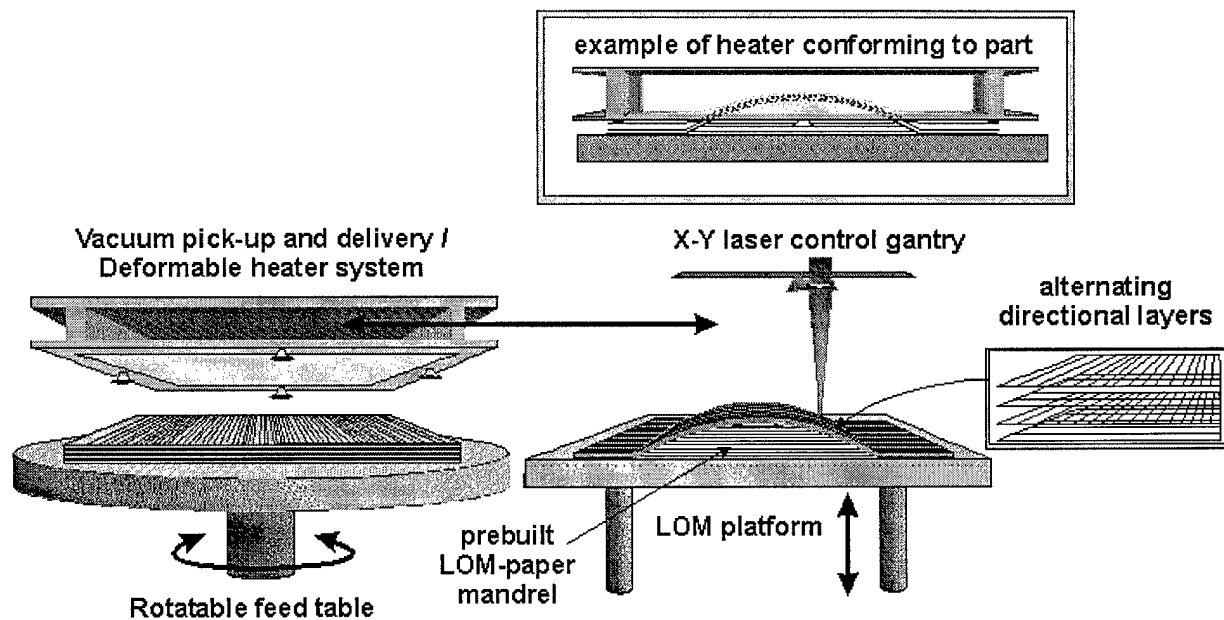 example of heater conforming to part
Vacuum pick-up and delivery /
Deformable heater system
X-Y laser control gantry
alternating
directional layers
prebuilt
LOM-paper
mandrel
LOM platform
Rotatable feed table